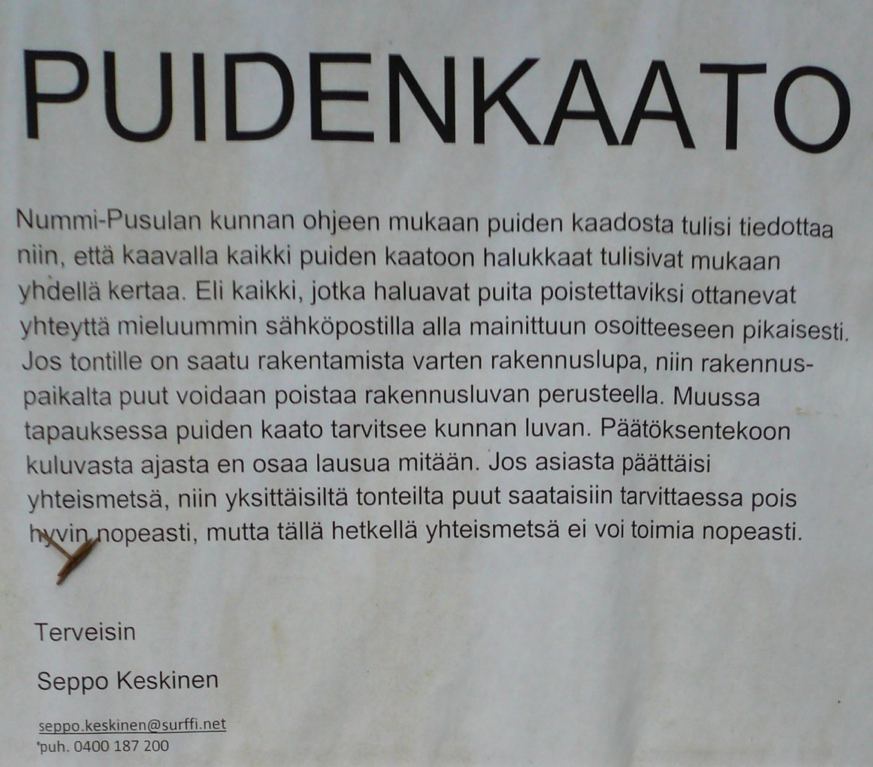 PUIDENKAATO
Nummi-Pusulan kunnan ohjeen mukaan puiden kaadosta tulisi tiedottaa
niin, että kaavalla kaikki puiden kaatoon halukkaat tulisivat mukaan
yhdellä kertaa. Eli kaikki, jotka haluavat puita poistettaviksi ottanevat
yhteyttä mieluummin sähköpostilla alla mainittuun osoitteeseen pikaisesti.
Jos tontille on saatu rakentamista varten rakennuslupa, niin rakennus-
paikalta puut voidaan poistaa rakennusluvan perusteella. Muussa
tapauksessa puiden kaato tarvitsee kunnan luvan. Päätöksentekoon
kuluvasta ajasta en osaa lausua mitään. Jos asiasta päättäisi
yhteismetsä, niin yksittäisiltä tonteilta puut saataisiin tarvittaessa pois
hyvin nopeasti, mutta tällä hetkellä yhteismetsä ei voi toimia nopeasti.
Terveisin
Seppo Keskinen
seppo.keskinen@surffi.net
'puh. 0400 187 200